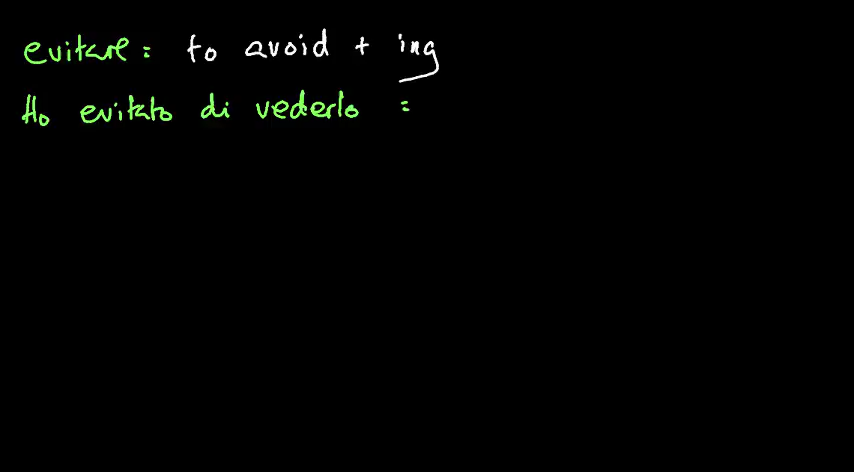 evitare = to avoid + ing
Ho evitato di vederlo =